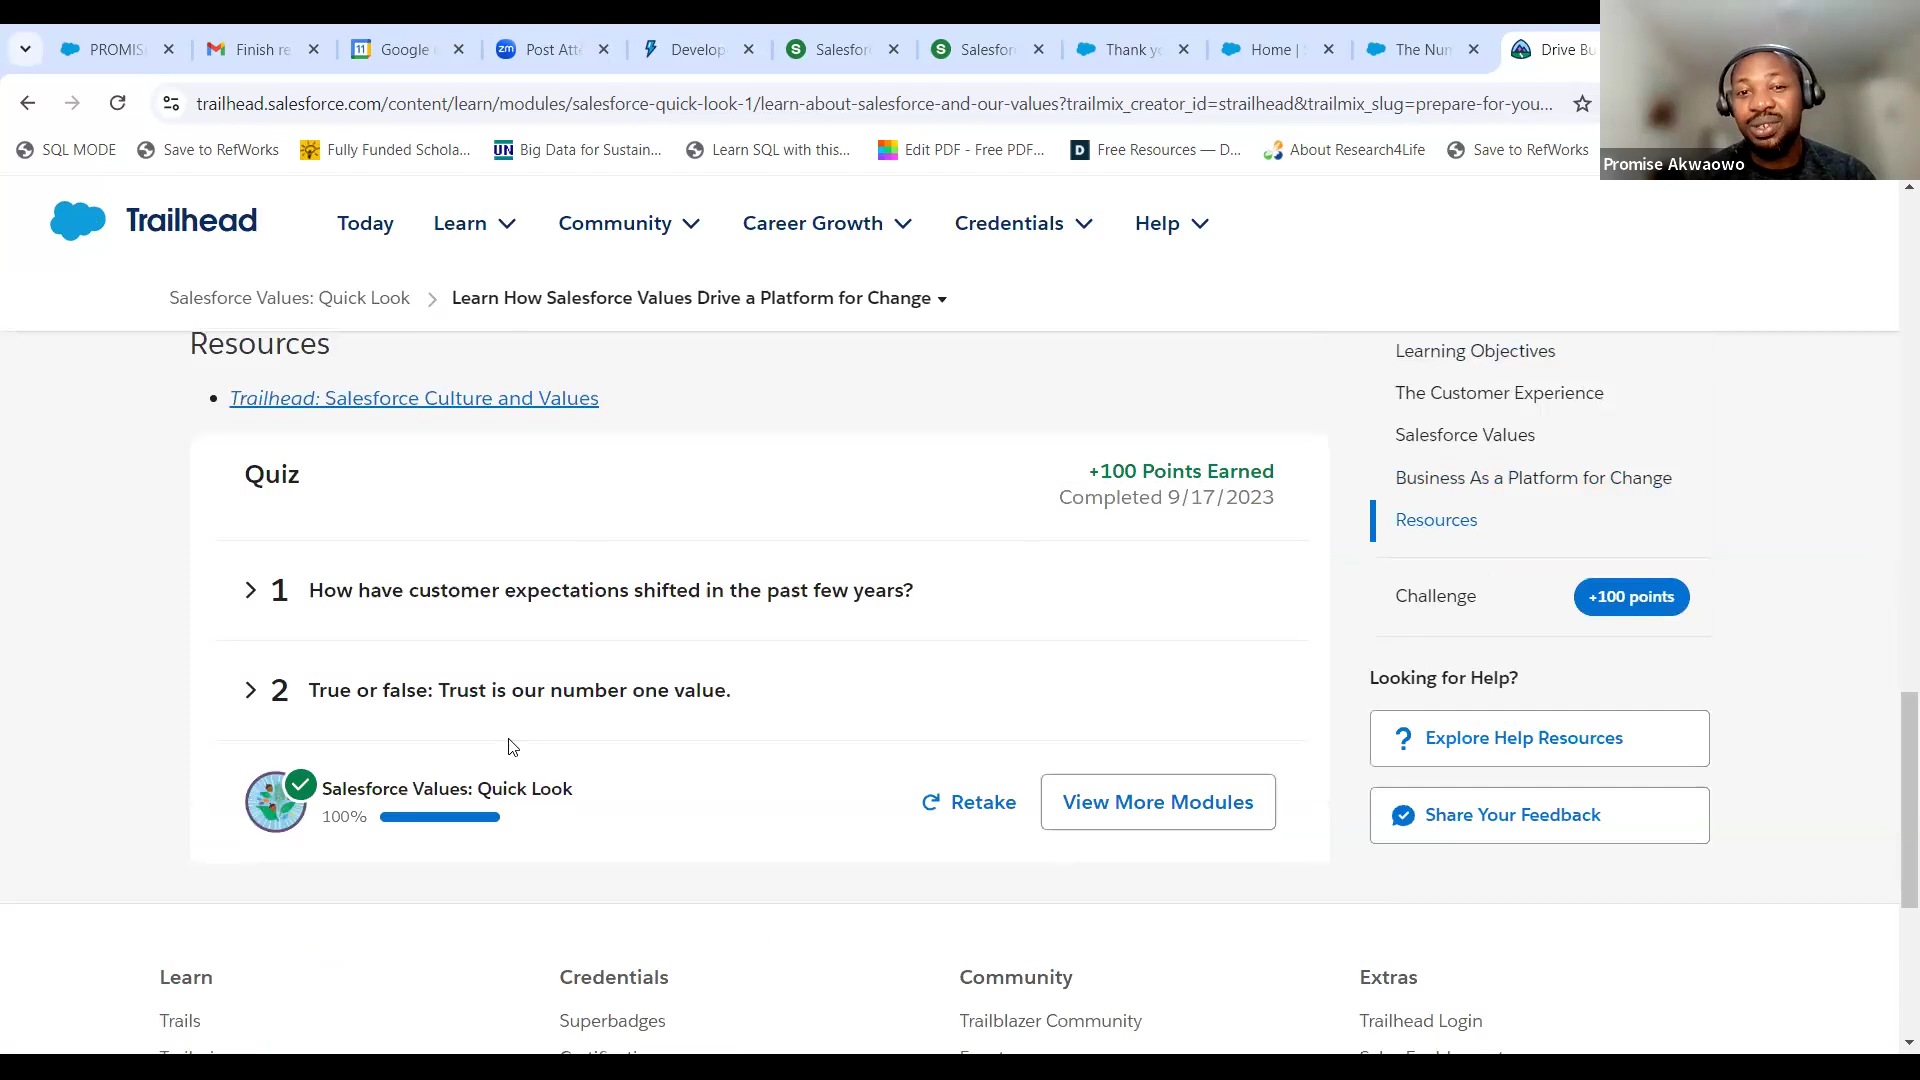 PROMIS
Finish re
11
Google
zm
Post Att
Develop
S
Salesfor
S
Salesfor
Thank yo
Home |
The Num
Drive Bu
trailhead.salesforce.com/content/learn/modules/salesforce-quick-look-1/learn-about-salesforce-and-our-values?trailmix_creator_id=strailhead&trailmix_slug=prepare-for-you...
SQL MODE
Save to RefWorks
Fully Funded Schola...
UN
Big Data for Sustain...
Learn SQL with this...
Edit PDF - Free PDF...
D
Free Resources — D...
About Research4Life
Save to RefWorks
Promise Akwaowo
Trailhead
Today
Learn
Community
Career Growth
Credentials
Help
Salesforce Values: Quick Look
Learn How Salesforce Values Drive a Platform for Change
Resources
Trailhead: Salesforce Culture and Values
Quiz
+100 Points Earned
Completed 9/17/2023
1 How have customer expectations shifted in the past few years?
2 True or false: Trust is our number one value.
Salesforce Values: Quick Look
100%
Retake
View More Modules
Learning Objectives
The Customer Experience
Salesforce Values
Business As a Platform for Change
Resources
Challenge
+100 points
Looking for Help?
? Explore Help Resources
Share Your Feedback
Learn
Trails
Credentials
Superbadges
Community
Trailblazer Community
Extras
Trailhead Login